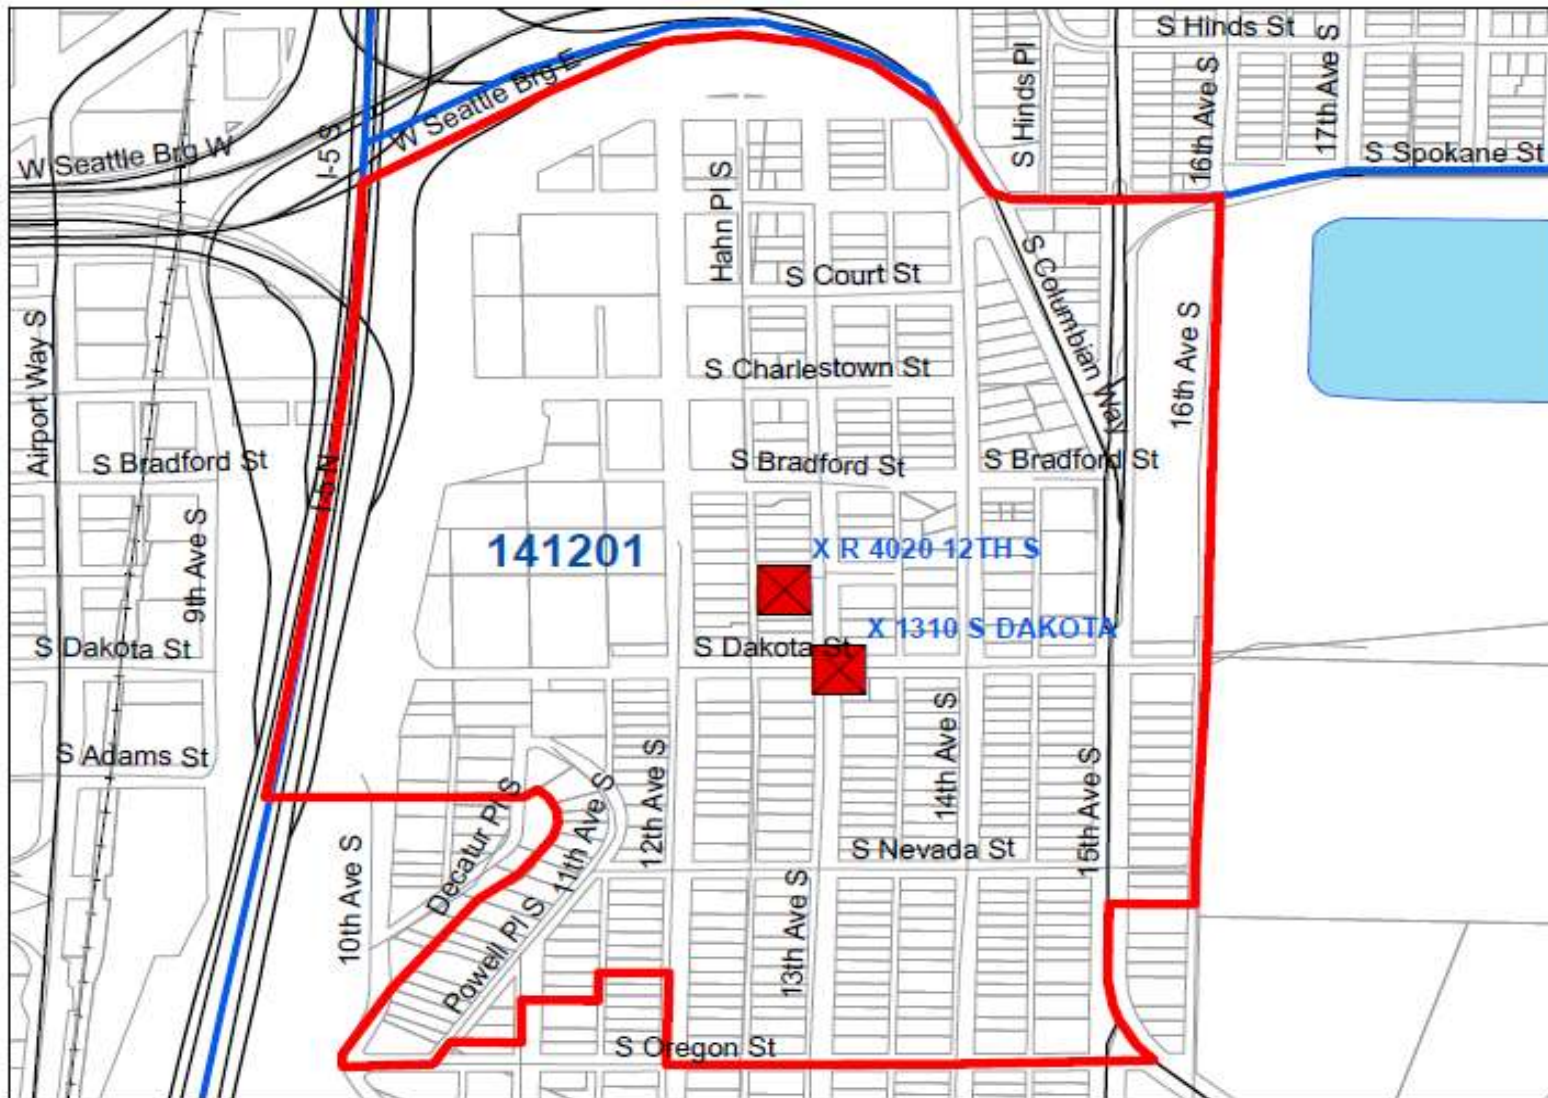 S Hinds St
S Hinds Pl
16th Ave S
17th Ave S
W Seattle Brg E
W Seattle Brg W
I-5 S
S Spokane St
Hahn Pl S
S Court St
S Columbian Way
16th Ave S
Airport Way S
S Charlestown St
S Bradford St
I-5 N
S Bradford St
S Bradford St
9th Ave S
141201
X R 4020 12TH S
X 1310 S DAKOTA
S Dakota St
S Dakota St
S Adams St
14th Ave S
12th Ave S
15th Ave S
Decatur Pl S
11th Ave S
S Nevada St
10th Ave S
Powell Pl S
13th Ave S
S Oregon St